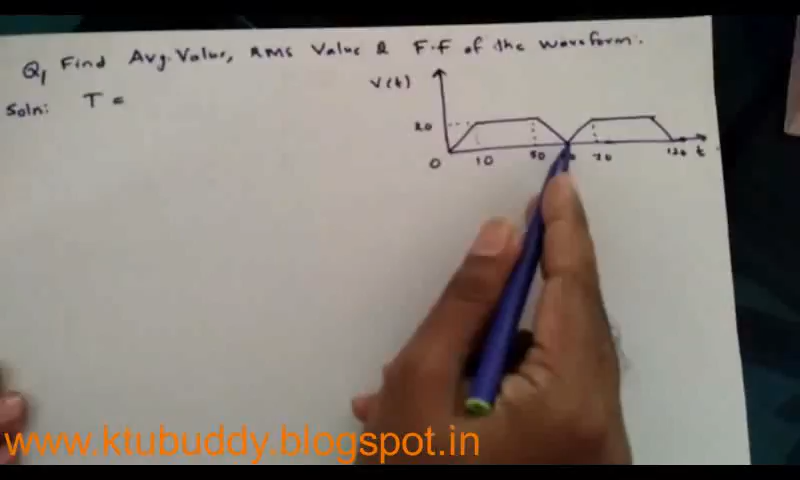 Q1 Find Avg. Value, RMS Value & F.F of the waveform.
Soln: T =
V(t)
20
0 10 50 70 120 t
www.ktubuddy.blogspot.in